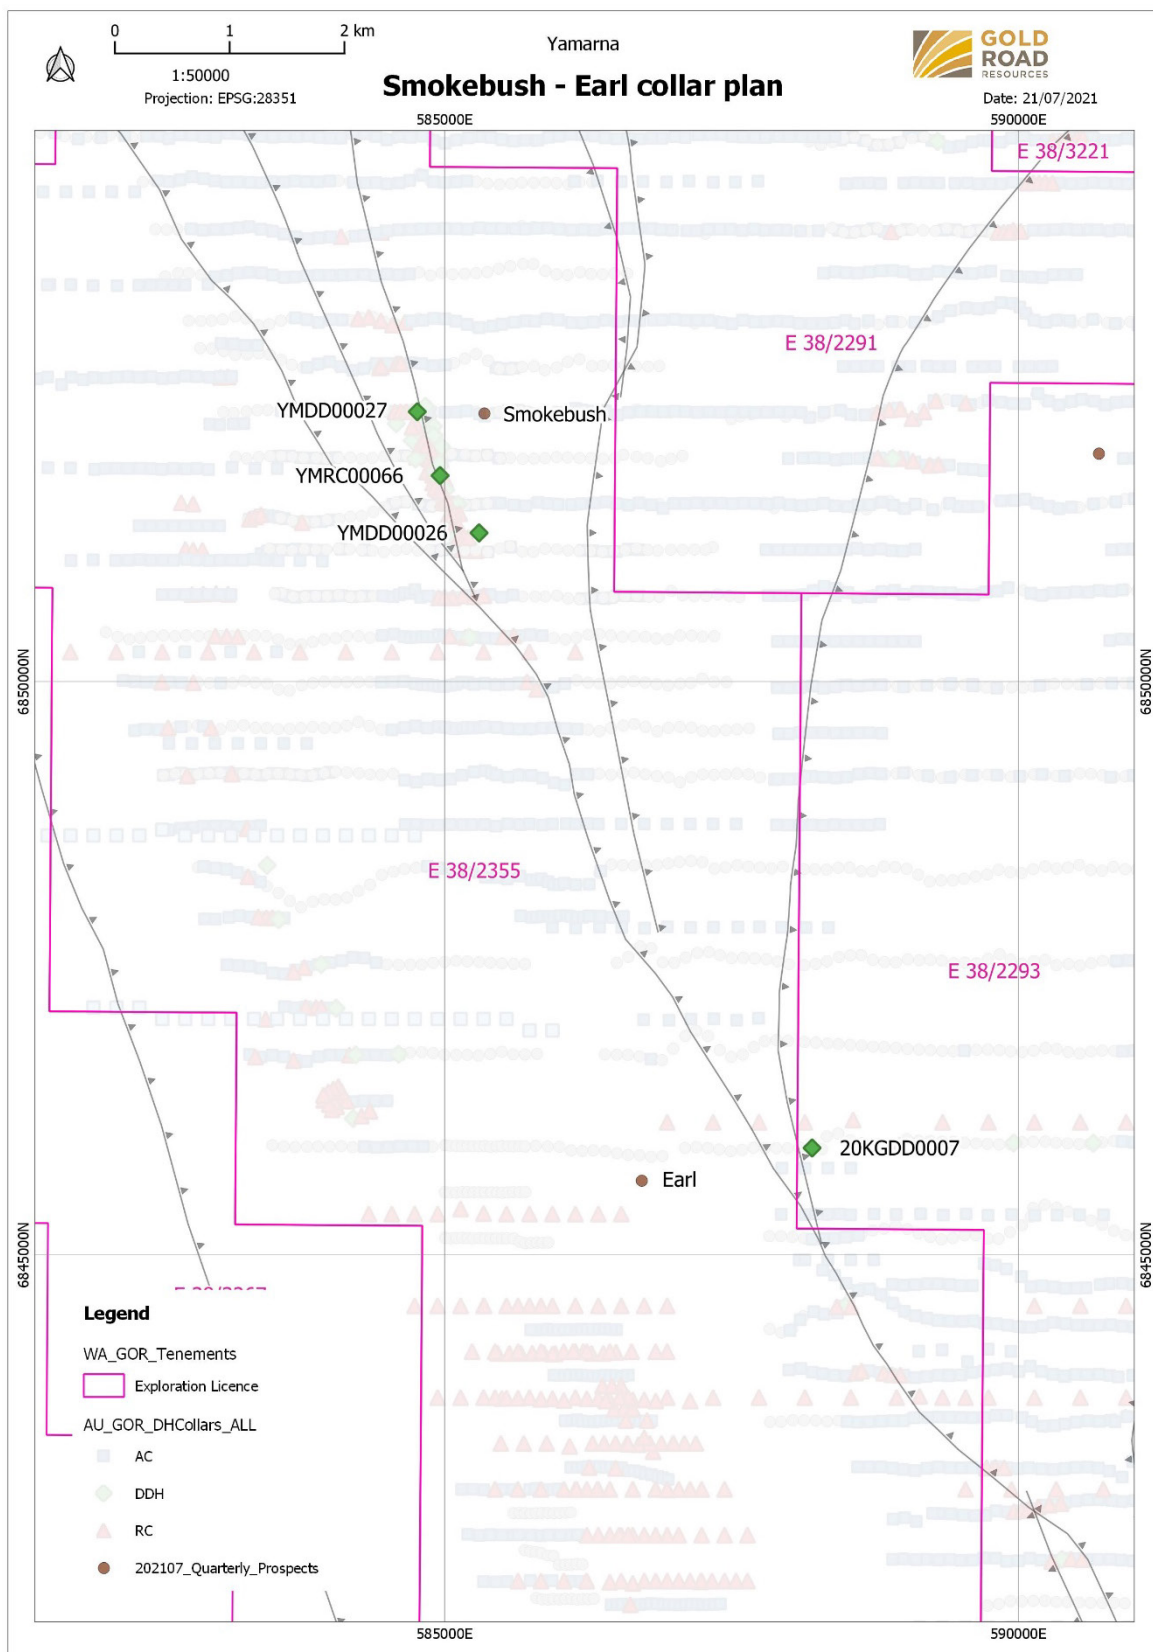 0 1 2 km
1:50000
Projection: EPSG:28351
Yamarna
Smokebush - Earl collar plan
GOLD
ROAD
RESOURCES
Date: 21/07/2021
585000E
590000E
E 38/3221
E 38/2291
YMDD00027
Smokebush
YMRC00066
YMDD00026
6850000N
6850000N
E 38/2355
E 38/2293
20KGDD0007
Earl
6845000N
6845000N
Legend
WA_GOR_Tenements
Exploration Licence
AU_GOR_DHCollars_ALL
AC
DDH
RC
202107_Quarterly_Prospects
585000E
590000E